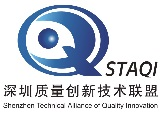 STAQI
深圳质量创新技术联盟
Shenzhen Technical Alliance of Quality Innovation